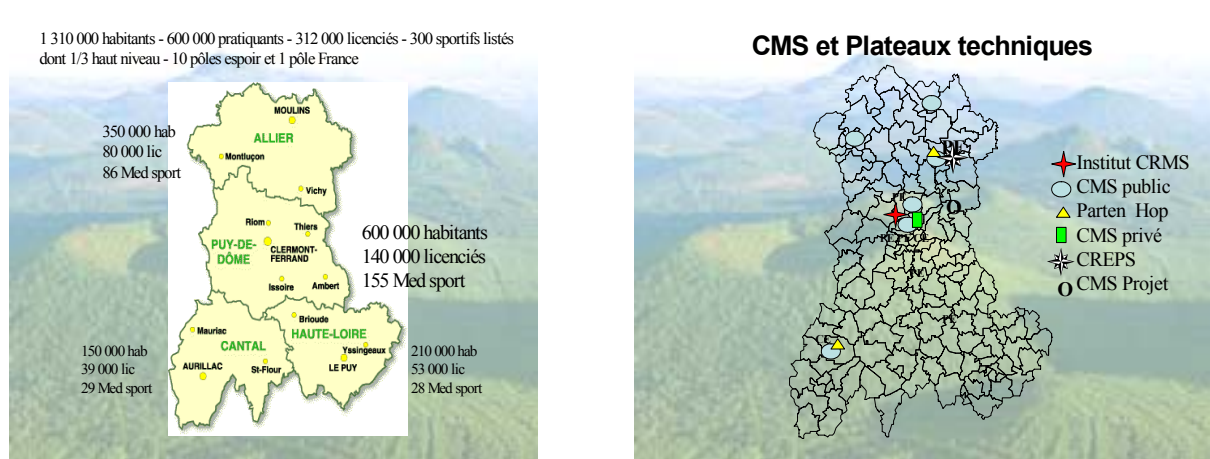 1 310 000 habitants - 600 000 pratiquants - 312 000 licenciés - 300 sportifs listés
dont 1/3 haut niveau - 10 pôles espoir et 1 pôle France
350 000 hab
80 000 lic
86 Med sport
MOULINS
ALLIER
Montluçon
Vichy
Riom
Thiers
PUY-DE-
DÔME
CLERMONT-
FERRAND
Issoire
Ambert
600 000 habitants
140 000 licenciés
155 Med sport
Brioude
HAUTE-LOIRE
Mauriac
CANTAL
Yssingeaux
AURILLAC
St-Flour
LE PUY
150 000 hab
39 000 lic
29 Med sport
210 000 hab
53 000 lic
28 Med sport
CMS et Plateaux techniques
O
Institut CRMS
CMS public
Parten Hop
CMS privé
CREPS
O CMS Projet